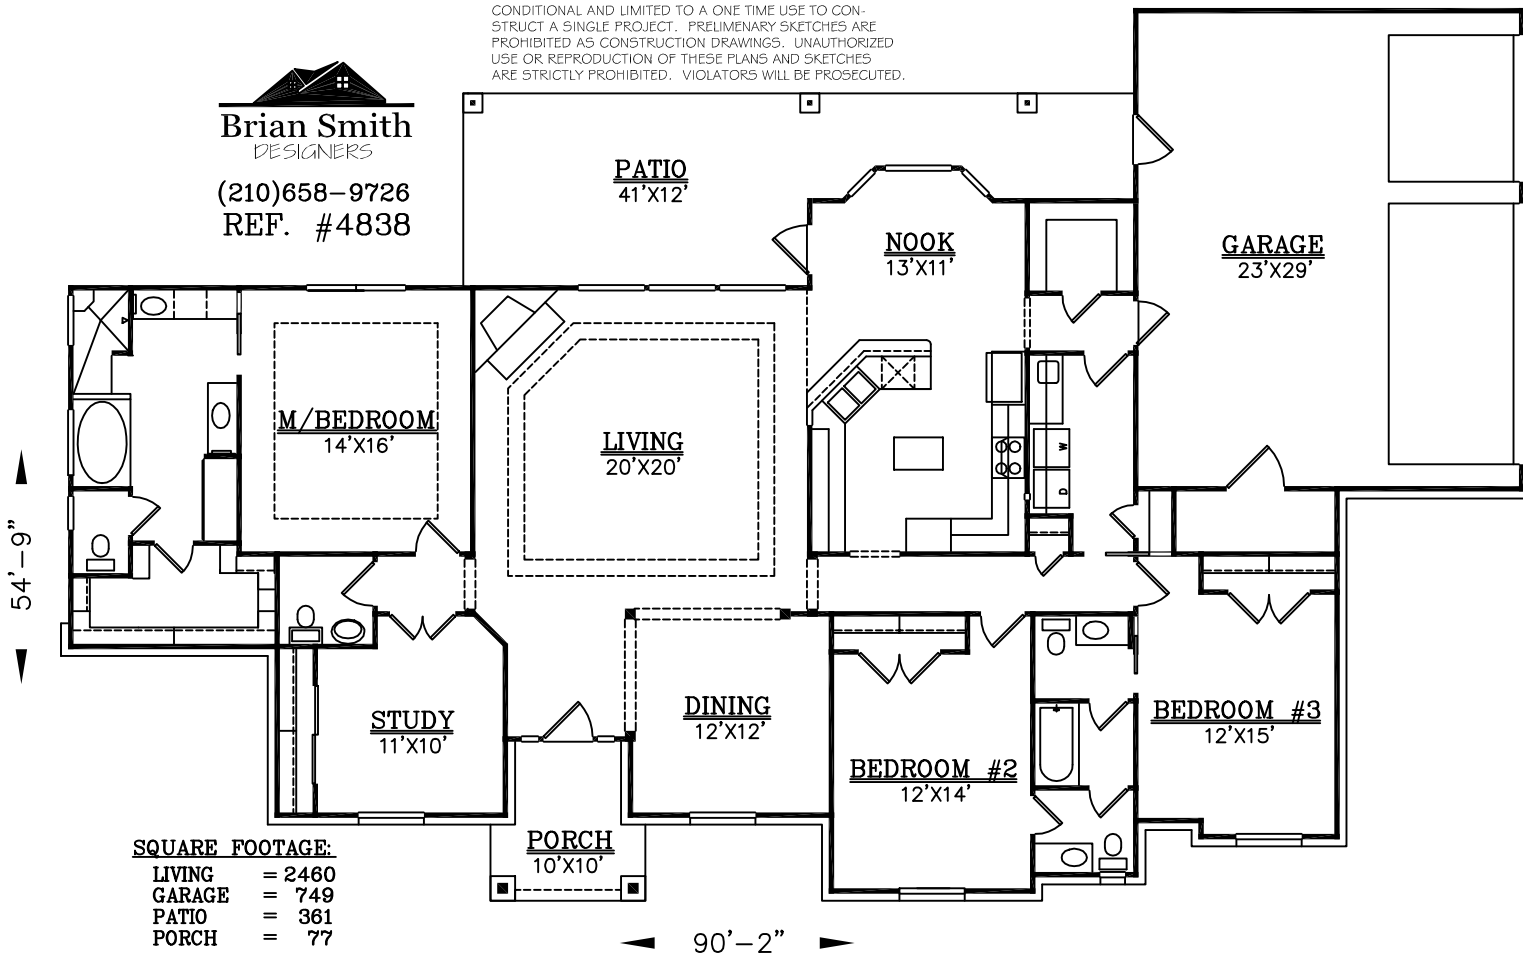 CONDITIONAL AND LIMITED TO A ONE TIME USE TO CON-
STRUCT A SINGLE PROJECT. PRELIMENARY SKETCHES ARE
PROHIBITED AS CONSTRUCTION DRAWINGS. UNAUTHORIZED
USE OR REPRODUCTION OF THESE PLANS AND SKETCHES
ARE STRICTLY PROHIBITED. VIOLATORS WILL BE PROSECUTED.
Brian Smith
DESIGNERS
(210)658-9726
REF. #4838
PATIO
41'X12'
NOOK
13'X11'
GARAGE
23'X29'
M/BEDROOM
14'X16'
LIVING
20'X20'
W
D
54'-9"
STUDY
11'X10'
DINING
12'X12'
BEDROOM #3
12'X15'
BEDROOM #2
12'X14'
PORCH
10'X10'
SQUARE FOOTAGE:
LIVING = 2460
GARAGE = 749
PATIO = 361
PORCH = 77
90'-2"